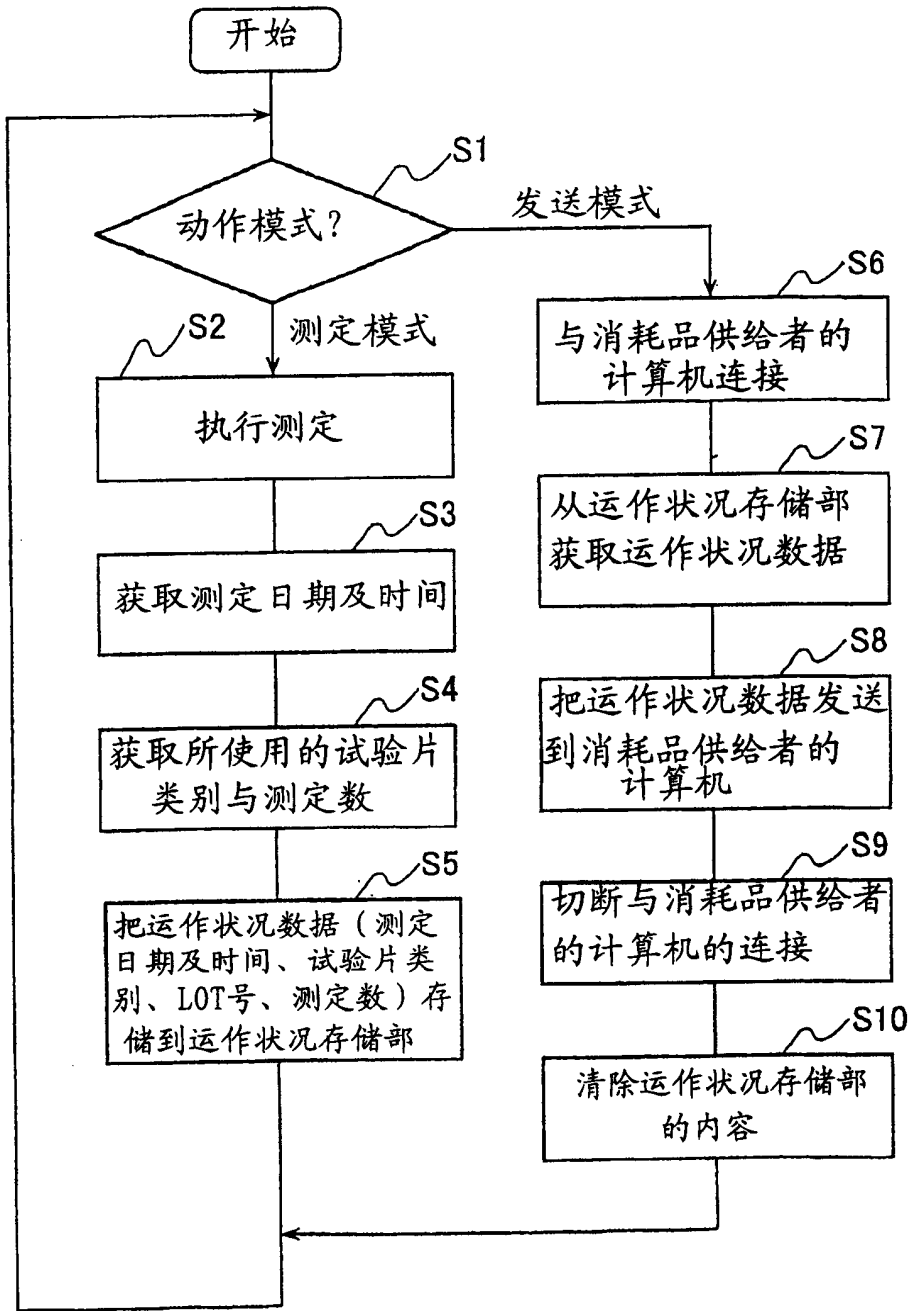 开始
S1
动作模式？
发送模式
测定模式
S2
执行测定
S3
获取测定日期及时间
S4
获取所使用的试验片
类别与测定数
S5
把运作状况数据（测定
日期及时间、试验片类
别、LOT号、测定数）存
储到运作状况存储部
S6
与消耗品供给者的
计算机连接
S7
从运作状况存储部
获取运作状况数据
S8
把运作状况数据发送
到消耗品供给者的
计算机
S9
切断与消耗品供给者
的计算机的连接
S10
清除运作状况存储部
的内容